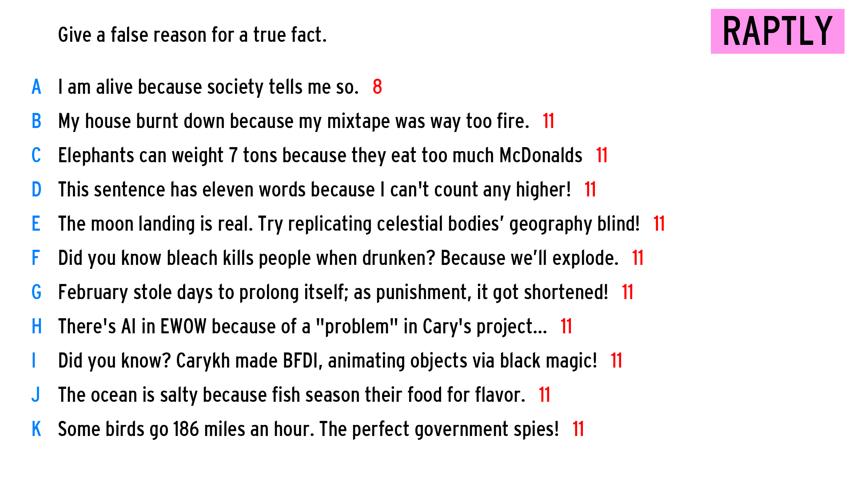 Give a false reason for a true fact.
RAPTLY
A I am alive because society tells me so. 8
B My house burnt down because my mixtape was way too fire. 11
C Elephants can weight 7 tons because they eat too much McDonalds 11
D This sentence has eleven words because I can't count any higher! 11
E The moon landing is real. Try replicating celestial bodies’ geography blind! 11
F Did you know bleach kills people when drunken? Because we’ll explode. 11
G February stole days to prolong itself; as punishment, it got shortened! 11
H There's AI in EWOW because of a "problem" in Cary's project... 11
I Did you know? Carykh made BFDI, animating objects via black magic! 11
J The ocean is salty because fish season their food for flavor. 11
K Some birds go 186 miles an hour. The perfect government spies! 11